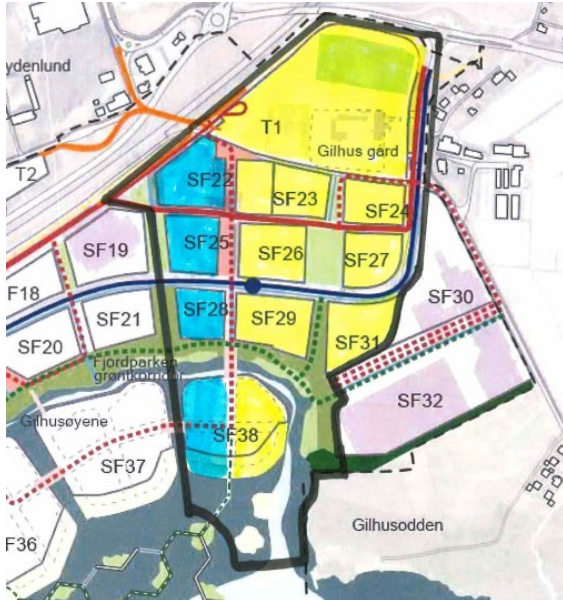 ydenlund
T1
Gilhus gard
T2
SF22
SF23
SF24
SF19
SF25
SF26
SF27
F18
SF30
SF28
SF29
SF21
SF31
SF20
Fjordparken
grøntkorridor
SF32
Gilhusøyene
SF38
SF37
Gilhusodden
F36